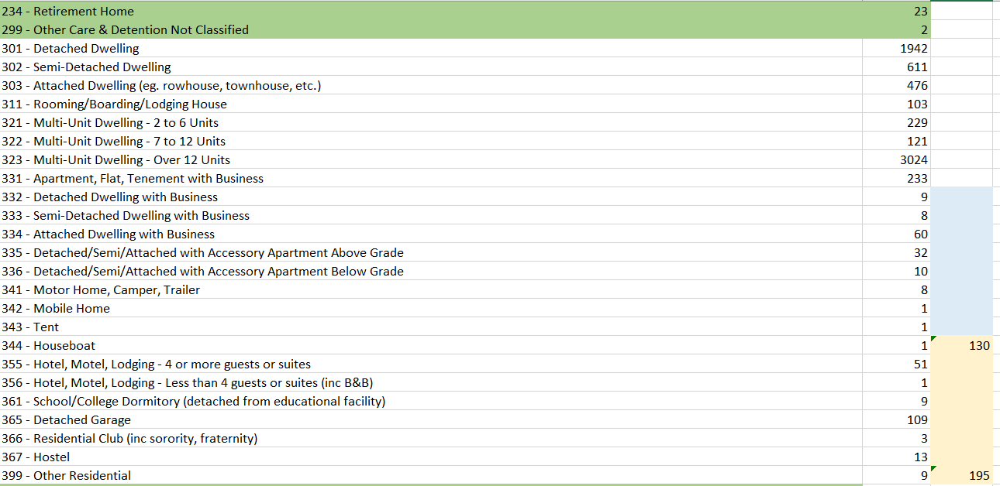 234 - Retirement Home 23
299 - Other Care & Detention Not Classified 2
301 - Detached Dwelling 1942
302 - Semi-Detached Dwelling 611
303 - Attached Dwelling (eg. rowhouse, townhouse, etc.) 476
311 - Rooming/Boarding/Lodging House 103
321 - Multi-Unit Dwelling - 2 to 6 Units 229
322 - Multi-Unit Dwelling - 7 to 12 Units 121
323 - Multi-Unit Dwelling - Over 12 Units 3024
331 - Apartment, Flat, Tenement with Business 233
332 - Detached Dwelling with Business 9
333 - Semi-Detached Dwelling with Business 8
334 - Attached Dwelling with Business 60
335 - Detached/Semi/Attached with Accessory Apartment Above Grade 32
336 - Detached/Semi/Attached with Accessory Apartment Below Grade 10
341 - Motor Home, Camper, Trailer 8
342 - Mobile Home 1
343 - Tent 1
344 - Houseboat 1 130
355 - Hotel, Motel, Lodging - 4 or more guests or suites 51
356 - Hotel, Motel, Lodging - Less than 4 guests or suites (inc B&B) 1
361 - School/College Dormitory (detached from educational facility) 9
365 - Detached Garage 109
366 - Residential Club (inc sorority, fraternity) 3
367 - Hostel 13
399 - Other Residential 9 195